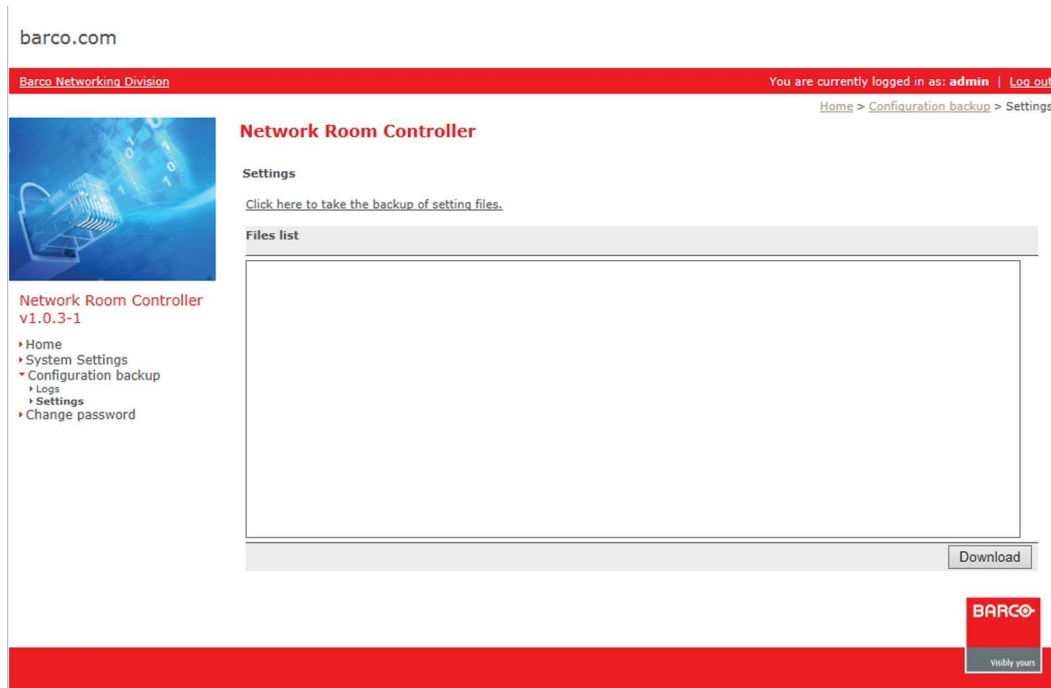 barco.com
Barco Networking Division
You are currently logged in as: admin | Log out
Home > Configuration backup > Settings
Network Room Controller
Settings
Click here to take the backup of setting files.
Files list
Network Room Controller
v1.0.3-1
Home
System Settings
Configuration backup
Logs
Settings
Change password
Download
BARCO
Visibly yours